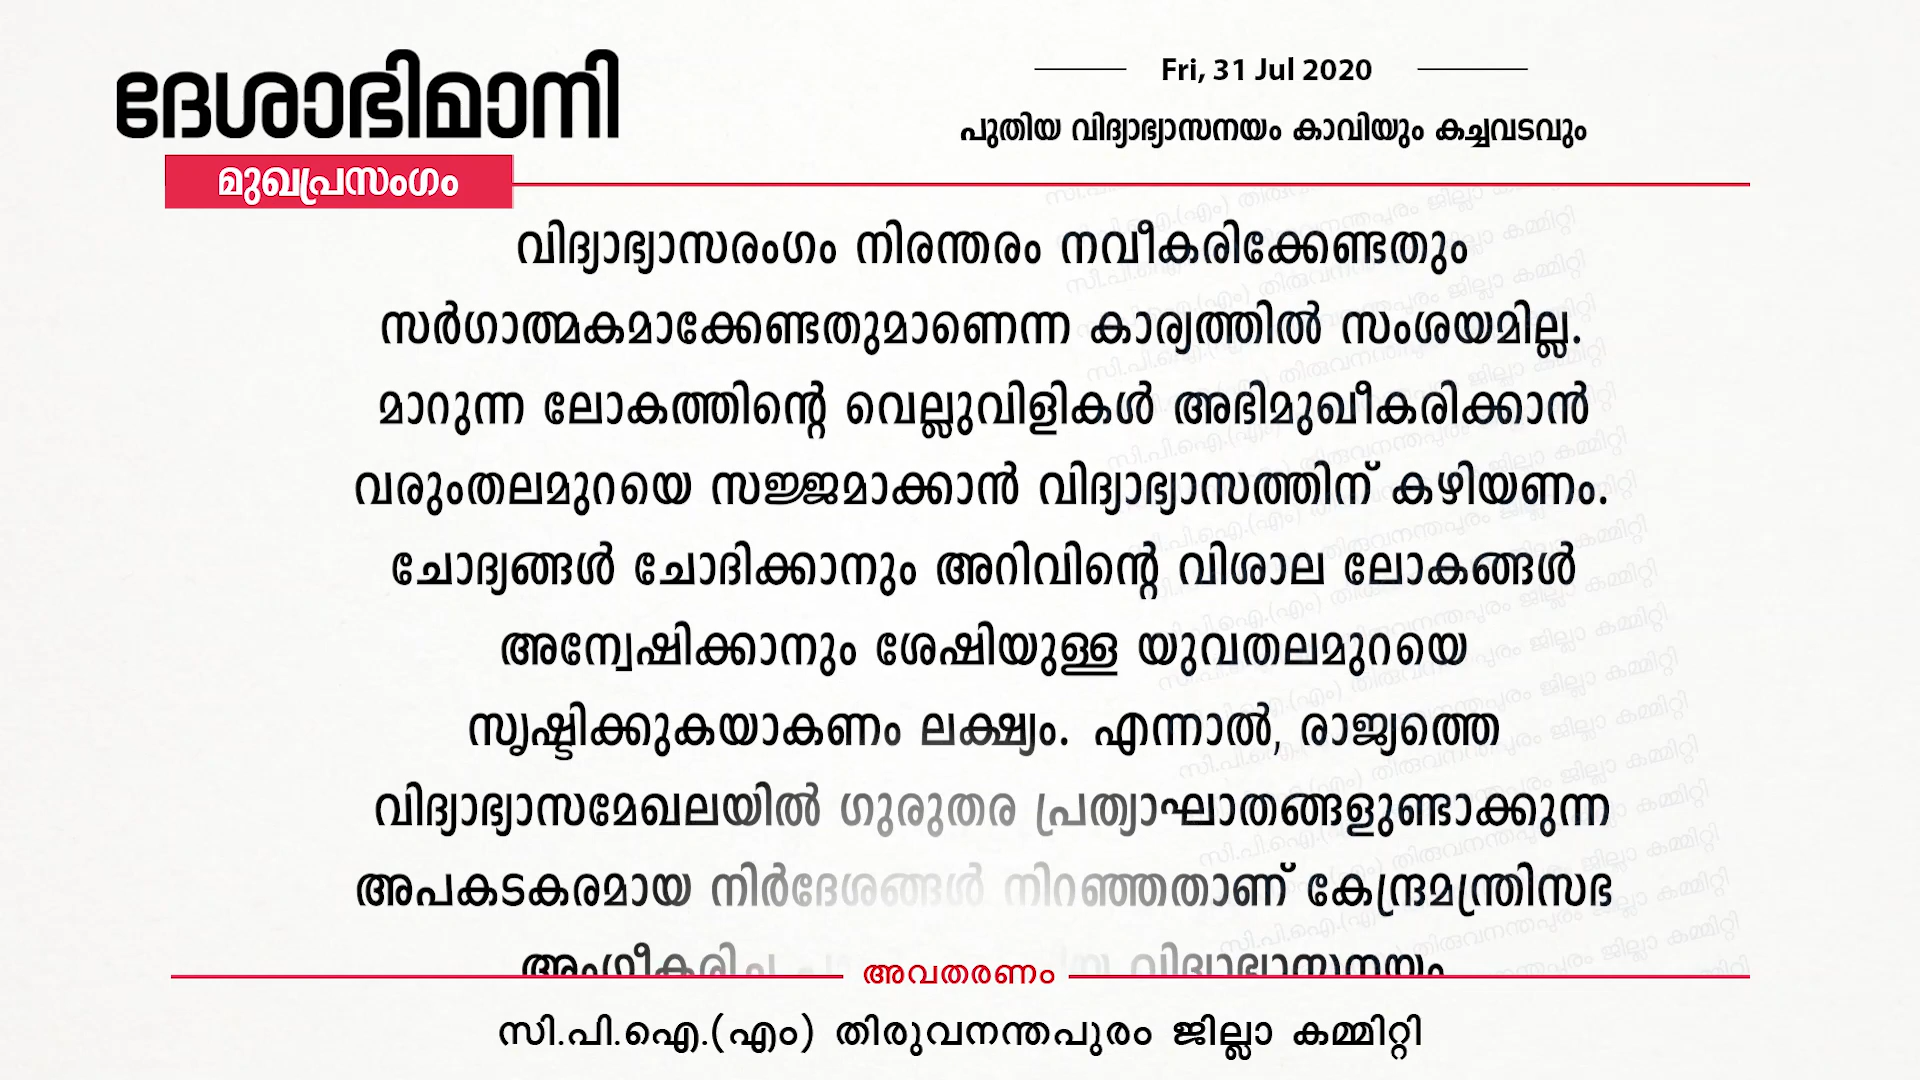 ദേശാഭിമാനി
Fri, 31 Jul 2020
പുതിയ വിദ്യാഭ്യാസനയം കാവിയും കച്ചവടവും
മുഖപ്രസംഗം
വിദ്യാഭ്യാസരംഗം നിരന്തരം നവീകരിക്കേണ്ടതും
സർഗാത്മകമാക്കേണ്ടതുമാണെന്ന കാര്യത്തിൽ സംശയമില്ല.
മാറുന്ന ലോകത്തിന്റെ വെല്ലുവിളികൾ അഭിമുഖീകരിക്കാൻ
വരുംതലമുറയെ സജ്ജമാക്കാൻ വിദ്യാഭ്യാസത്തിന് കഴിയണം.
ചോദ്യങ്ങൾ ചോദിക്കാനും അറിവിന്റെ വിശാല ലോകങ്ങൾ
അന്വേഷിക്കാനും ശേഷിയുള്ള യുവതലമുറയെ
സൃഷ്ടിക്കുകയാകണം ലക്ഷ്യം. എന്നാൽ, രാജ്യത്തെ
വിദ്യാഭ്യാസമേഖലയിൽ ഗുരുതര പ്രത്യാഘാതങ്ങളുണ്ടാക്കുന്ന
അപകടകരമായ നിർദേശങ്ങൾ നിറഞ്ഞതാണ് കേന്ദ്രമന്ത്രിസഭ
അംഗീകരിച്ച വിദ്യാഭ്യാസനയം
അവതരണം
സി.പി.ഐ.(എം) തിരുവനന്തപുരം ജില്ലാ കമ്മിറ്റി